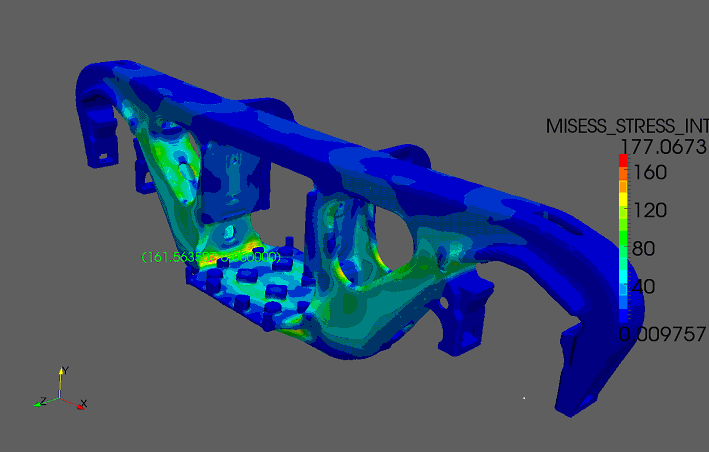 MISESS_STRESS_INT
177.0673
160
120
80
40
0.009757
Y
Z X